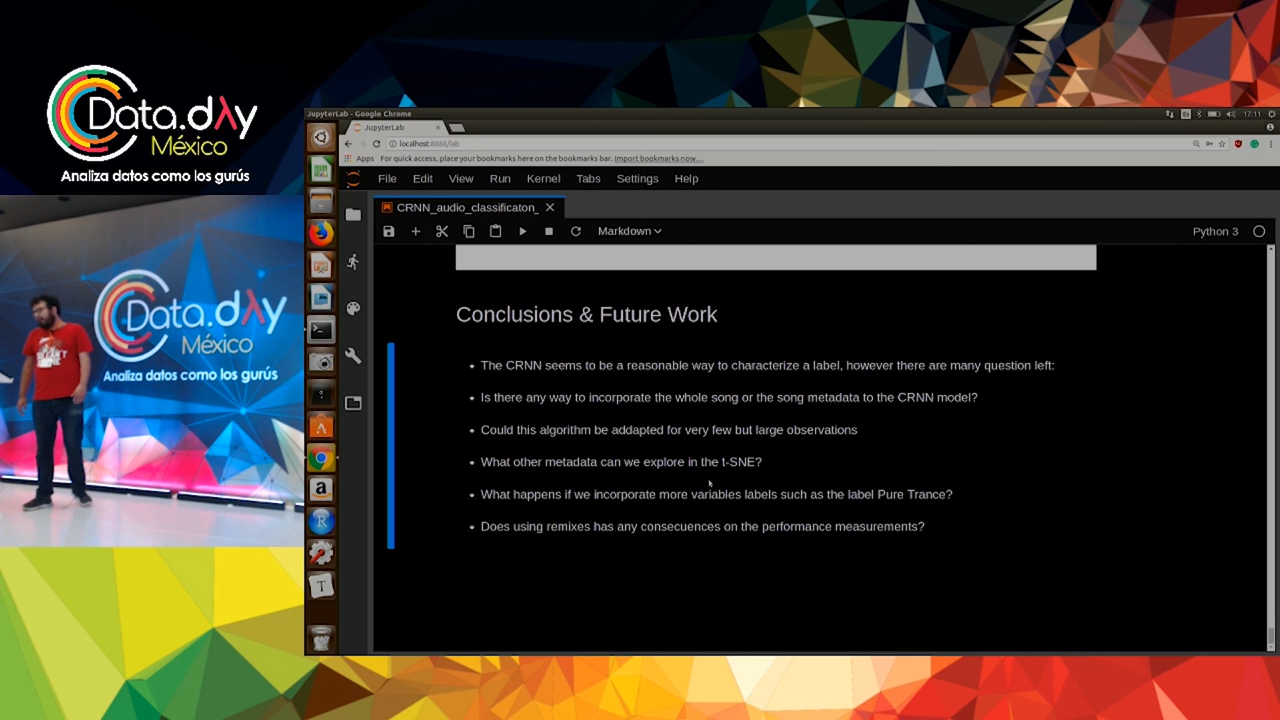 Data.dλy
México
Analiza datos como los gurús
JupyterLab - Google Chrome
17:11
JupyterLab
localhost:8888/lab
Apps For quick access, place your bookmarks here on the bookmarks bar. Import bookmarks now...
File Edit View Run Kernel Tabs Settings Help
CRNN_audio_classificaton_
Markdown
Python 3
Conclusions & Future Work
• The CRNN seems to be a reasonable way to characterize a label, however there are many question left:
• Is there any way to incorporate the whole song or the song metadata to the CRNN model?
• Could this algorithm be addapted for very few but large observations
• What other metadata can we explore in the t-SNE?
• What happens if we incorporate more variables labels such as the label Pure Trance?
• Does using remixes has any consecuences on the performance measurements?
Data.dλy
México
Analiza datos como los gurús